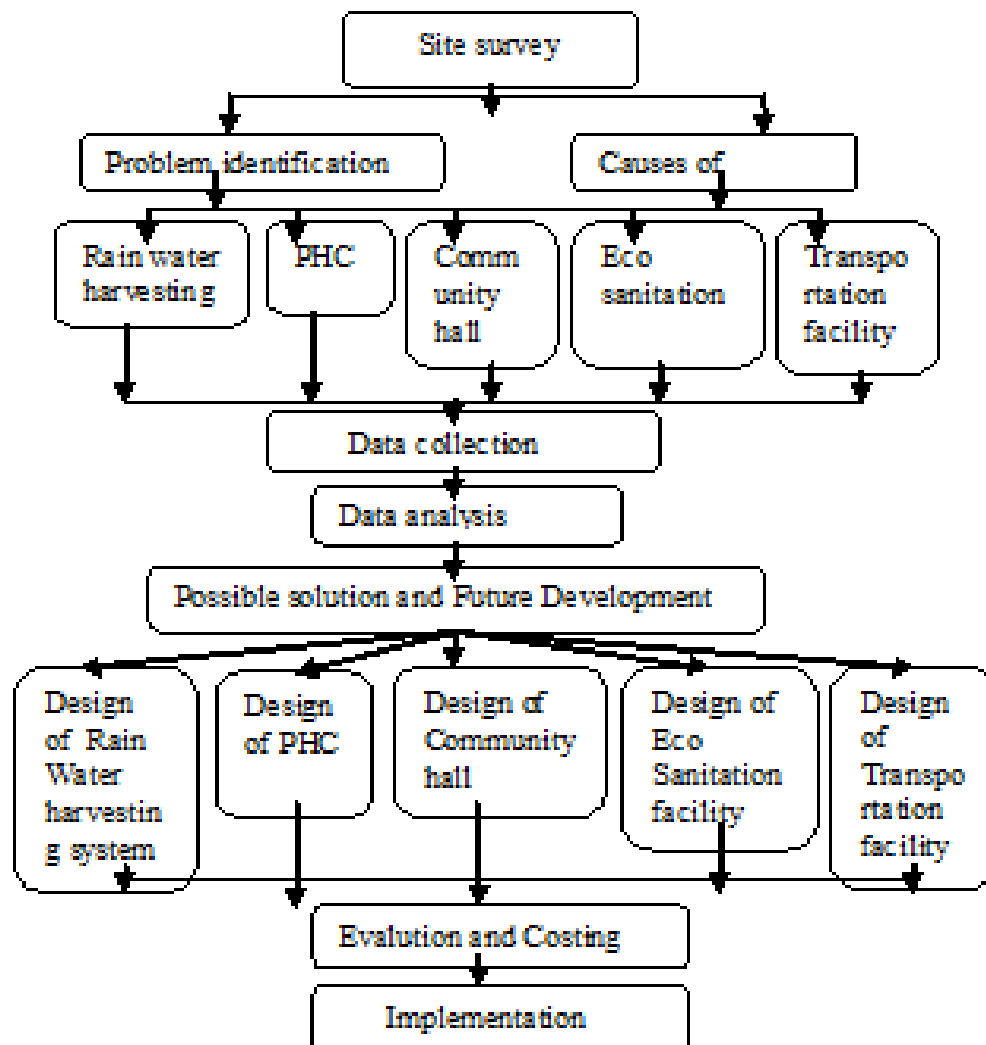 Site survey
Problem identification
Causes of
Rain water
harvesting
PHC
Comm
unity
hall
Eco
sanitation
Transpo
rtation
facility
Data collection
Data analysis
Possible solution and Future Development
Design
of Rain
Water
harvestin
g system
Design
of PHC
Design of
Community
hall
Design of
Eco
Sanitation
facility
Design
of
Transpo
rtation
facility
Evalution and Costing
Implementation